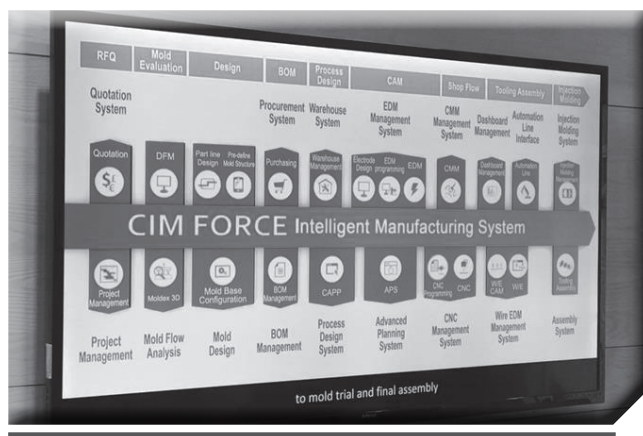 RFQ
Mold
Evaluation
Design
BOM
Process
Design
CAM
Shop Flow
Tooling Assembly
Injection
Molding
Quotation
System
Procurement
System
Warehouse
System
EDM
Management
System
CMM
Management
System
Dashboard
Management
Automation
Line
Interface
Injection
Molding
System
Quotation
DFM
Part line
Design
Pre-define
Mold Structure
Purchasing
Warehouse
Management
Electrode
Design
EDM
programming
EDM
CMM
Dashboard
Management
Automation
Line
Injection
Molding
Management
CIM FORCE Intelligent Manufacturing System
Project
Management
Moldex 3D
Mold Base
Configuration
BOM
Management
CAPP
APS
CNC
Programming
CNC
W/E
CAM
W/E
Tooling
Assembly
Project
Management
Mold Flow
Analysis
Mold
Design
BOM
Management
Process
Design
System
Advanced
Planning
System
CNC
Management
System
Wire EDM
Management
System
Assembly
System
to mold trial and final assembly